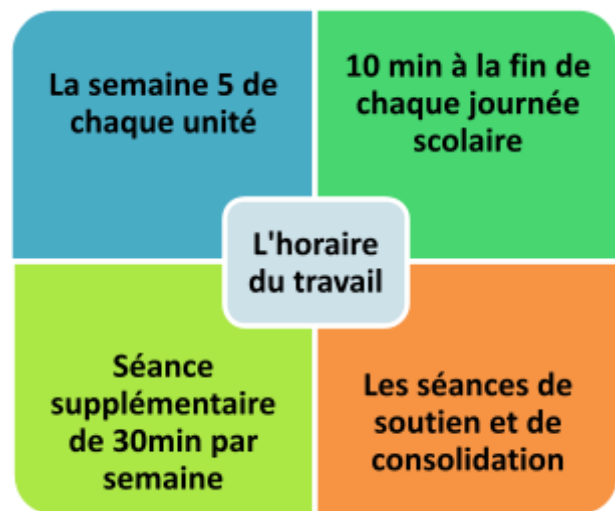 La semaine 5 de
chaque unité
10 min à la fin de
chaque journée
scolaire
L'horaire
du travail
Séance
supplémentaire
de 30min par
semaine
Les séances de
soutien et de
consolidation